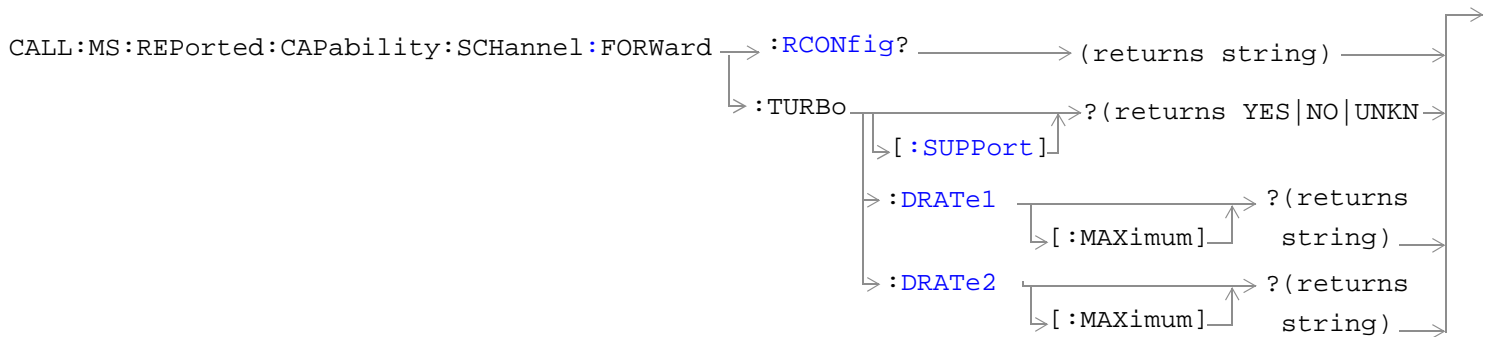 CALL:MS:REPorted:CAPability:SCHannel:FORWard :RCONfig? (returns string)
:TURBo ?(returns YES|NO|UNKN
[:SUPPort]
:DRATe1 ?(returns
[:MAXimum] string)
:DRATe2 ?(returns
[:MAXimum] string)